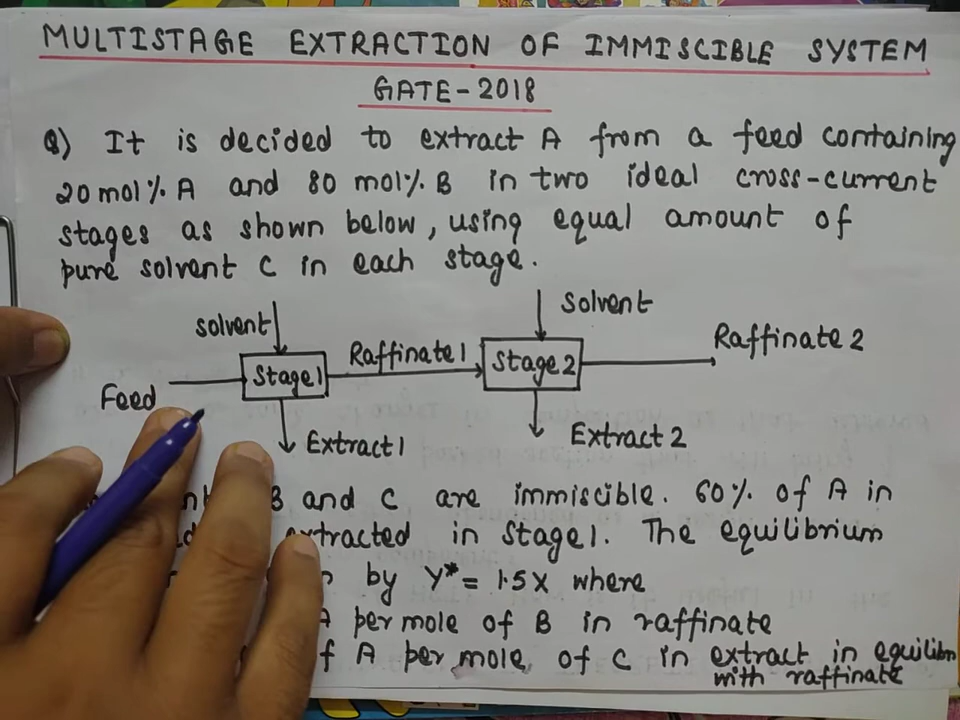 MULTISTAGE EXTRACTION OF IMMISCIBLE SYSTEM
GATE-2018
Q) It is decided to extract A from a feed containing
20 mol% A and 80 mol% B in two ideal cross-current
stages as shown below, using equal amount of
pure solvent C in each stage.
solvent
Solvent
Feed
Stage1
Raffinate 1
Stage 2
Raffinate 2
Extract 1
Extract 2
B and C are immiscible. 60% of A in
extracted in Stage1. The equilibrium
by Y* = 1.5X where
A per mole of B in raffinate
of A per mole of C in extract in equilibm
with raffinate